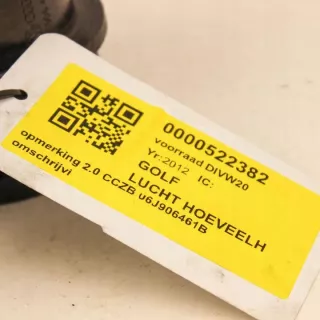 0000522382
voorraad DIVW20
Yr:2012 IC:
GOLF
LUCHT HOEVEELH
opmerking 2.0 CCZB u6J906461B
omschrijvi